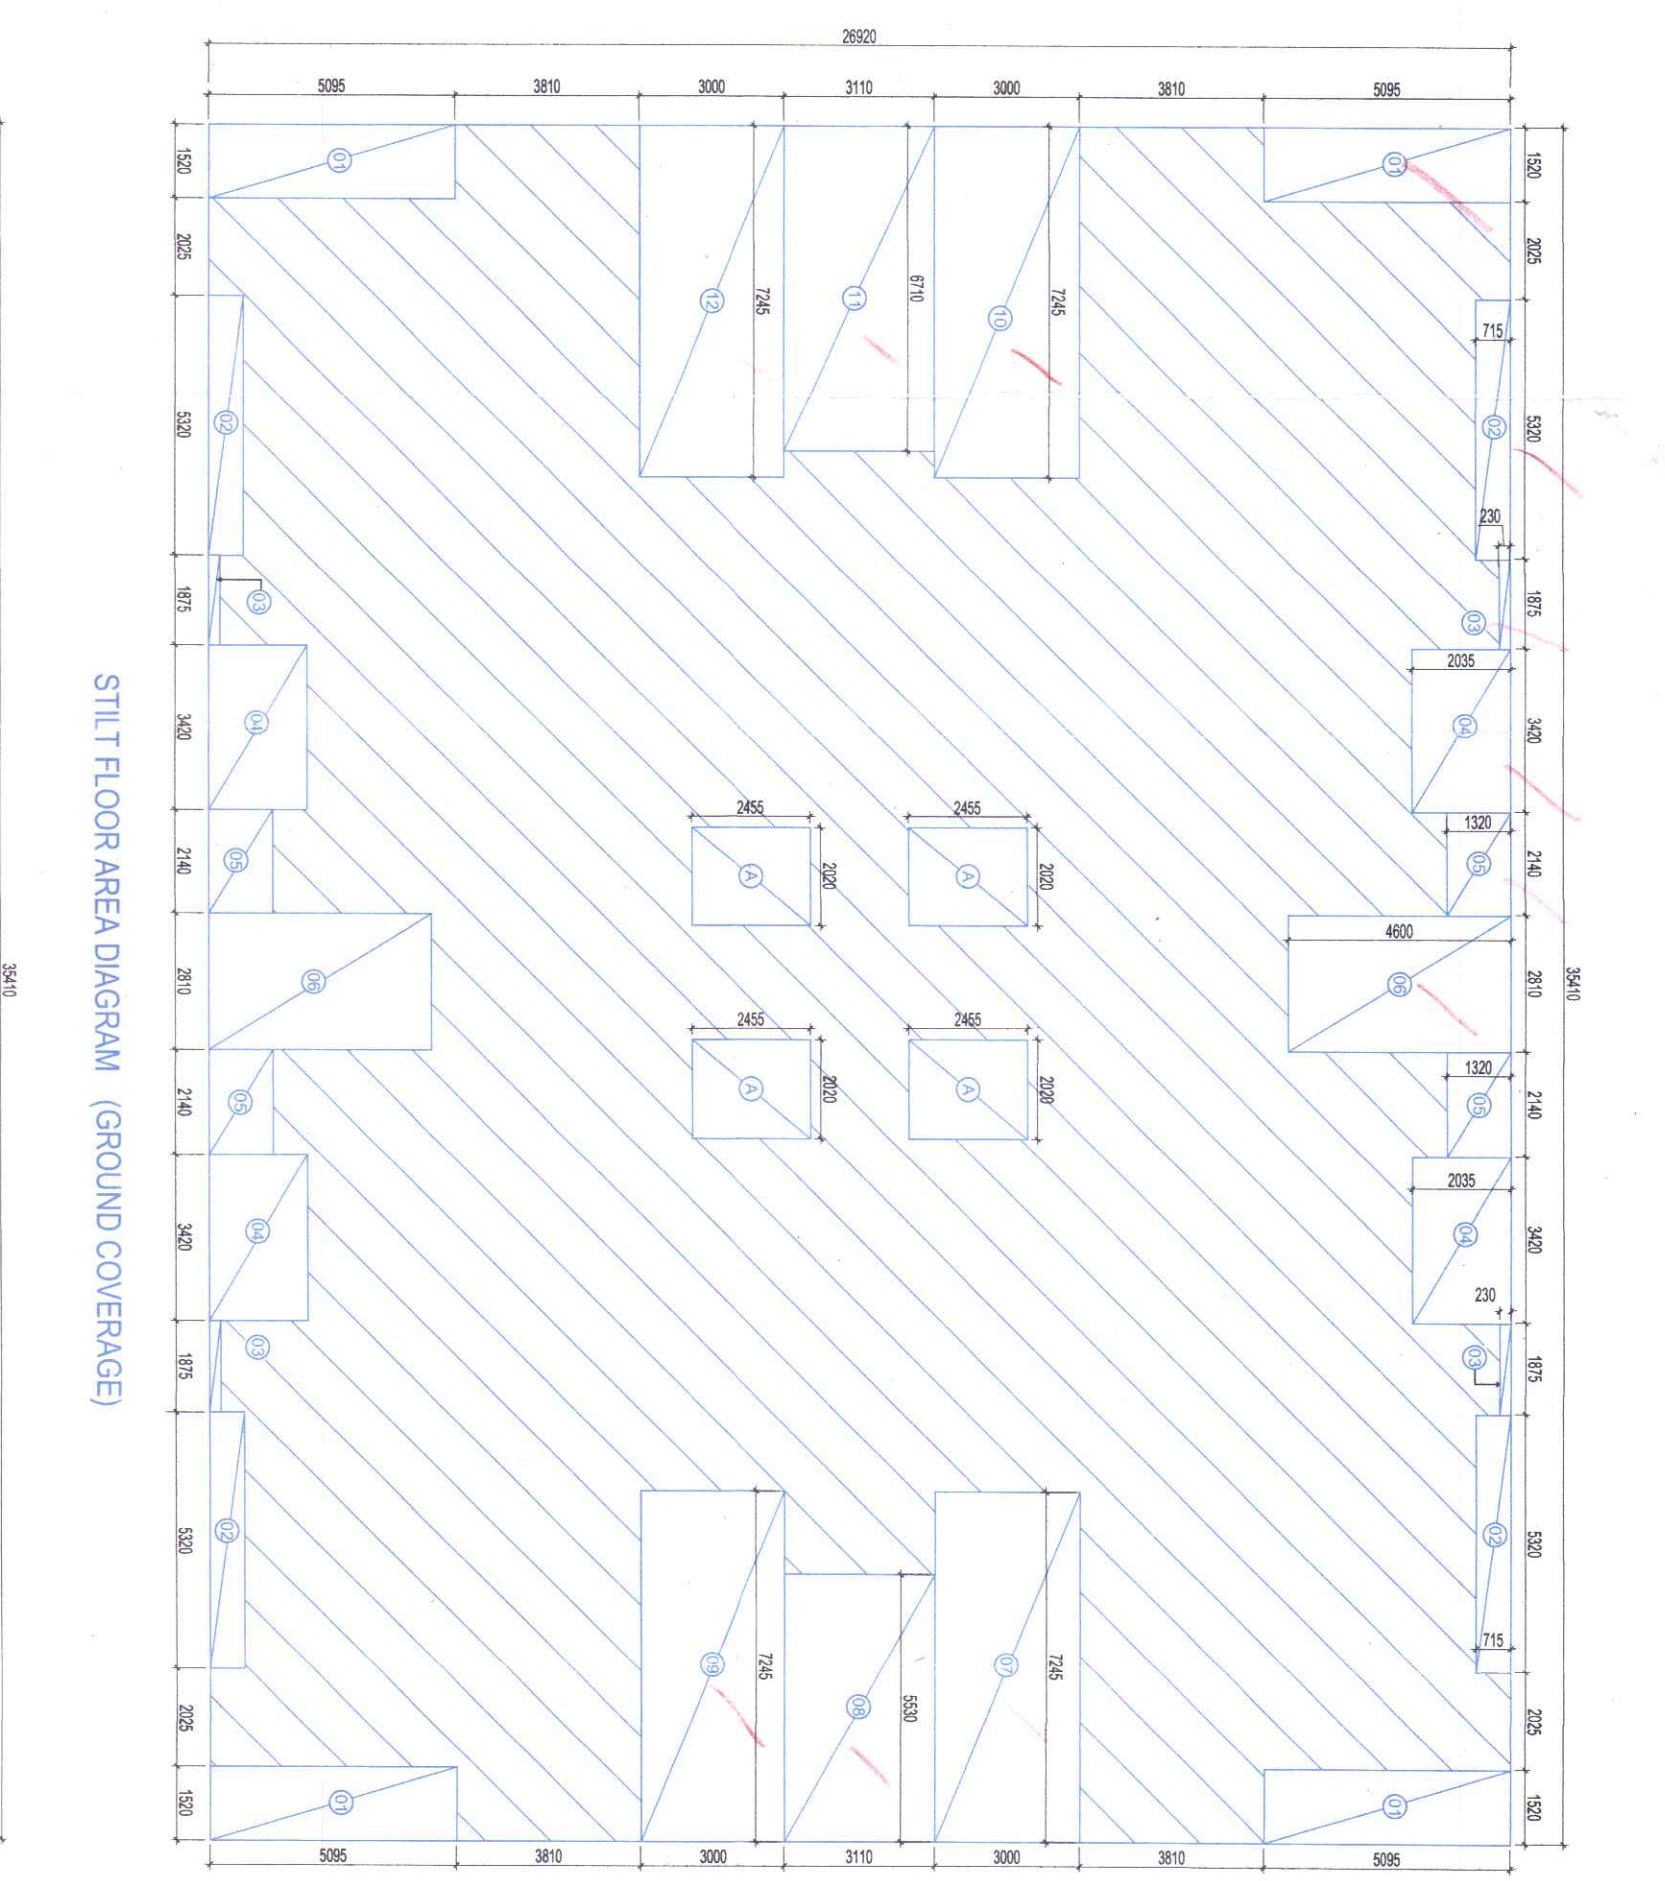 26920
5095 3810 3000 3110 3000 3810 5095
1520 01 01 1520
2025 2025
12 7245 11 6710 10 7245
715
5320 02 02 5320
230
1875 03 03 1875
2035
3420 04 04 3420
2455 2455
1320
2140 05 A 2020 A 2020 05 2140
4600
35410 2810 06 06 2810 35410
2455 2455
1320
2140 05 A 2020 A 2020 05 2140
2035
3420 04 04 3420
230
1875 03 03 1875
5320 02 02 5320
715
09 7245 08 5530 07 7245
2025 2025
1520 01 01 1520
5095 3810 3000 3110 3000 3810 5095
STILT FLOOR AREA DIAGRAM (GROUND COVERAGE)